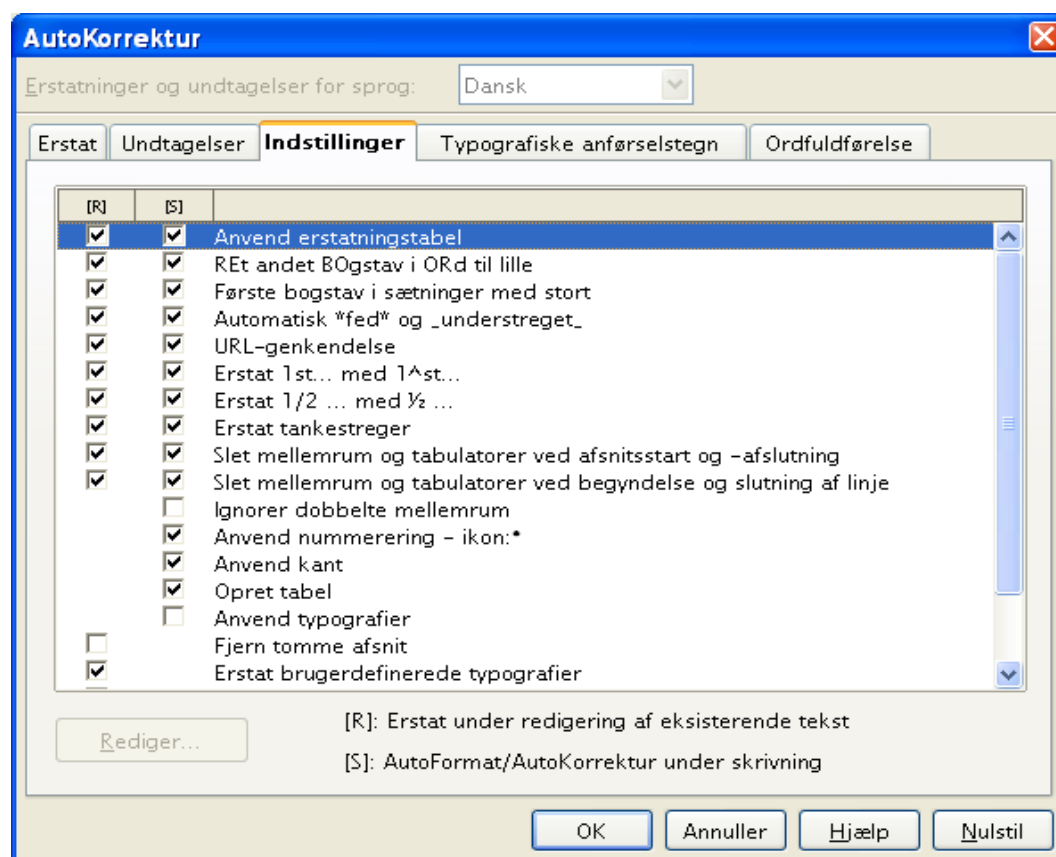 AutoKorrektur
Erstatninger og undtagelser for sprog: Dansk
Erstat Undtagelser Indstillinger Typografiske anførselstegn Ordfuldførelse
[R] [S]
Anvend erstatningstabel
REt andet BOgstav i ORd til lille
Første bogstav i sætninger med stort
Automatisk *fed* og _understreget_
URL-genkendelse
Erstat 1st... med 1^st...
Erstat 1/2 ... med ½ ...
Erstat tankestreger
Slet mellemrum og tabulatorer ved afsnitsstart og -afslutning
Slet mellemrum og tabulatorer ved begyndelse og slutning af linje
Ignorer dobbelte mellemrum
Anvend nummerering - ikon:•
Anvend kant
Opret tabel
Anvend typografier
Fjern tomme afsnit
Erstat brugerdefinerede typografier
Rediger...
[R]: Erstat under redigering af eksisterende tekst
[S]: AutoFormat/AutoKorrektur under skrivning
OK Annuller Hjælp Nulstil